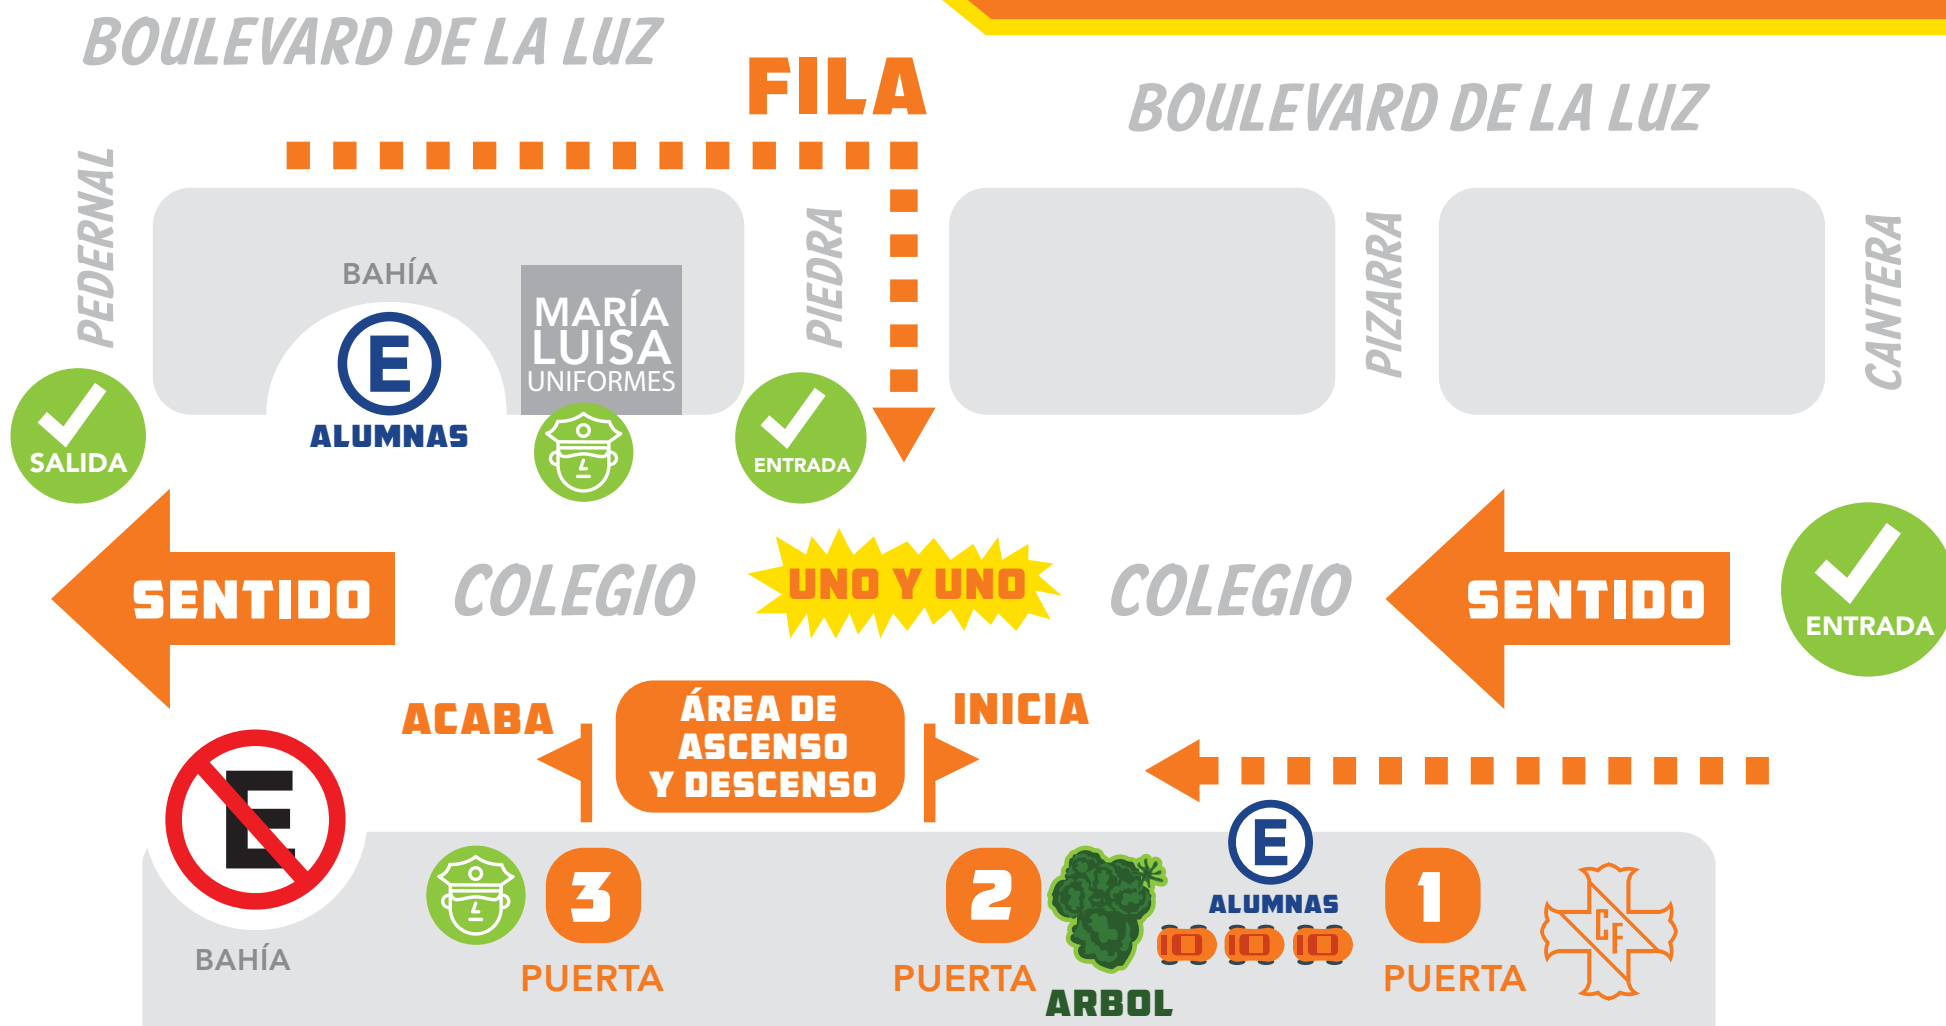 BOULEVARD DE LA LUZ
FILA
BOULEVARD DE LA LUZ
PEDERNAL
BAHÍA
E
ALUMNAS
MARÍA
LUISA
UNIFORMES
PIEDRA
PIZARRA
CANTERA
SALIDA
ENTRADA
SENTIDO
COLEGIO
UNO Y UNO
COLEGIO
SENTIDO
ENTRADA
ACABA
ÁREA DE
ASCENSO
Y DESCENSO
INICIA
E
BAHÍA
3
PUERTA
2
PUERTA
ARBOL
E
ALUMNAS
1
PUERTA
CF